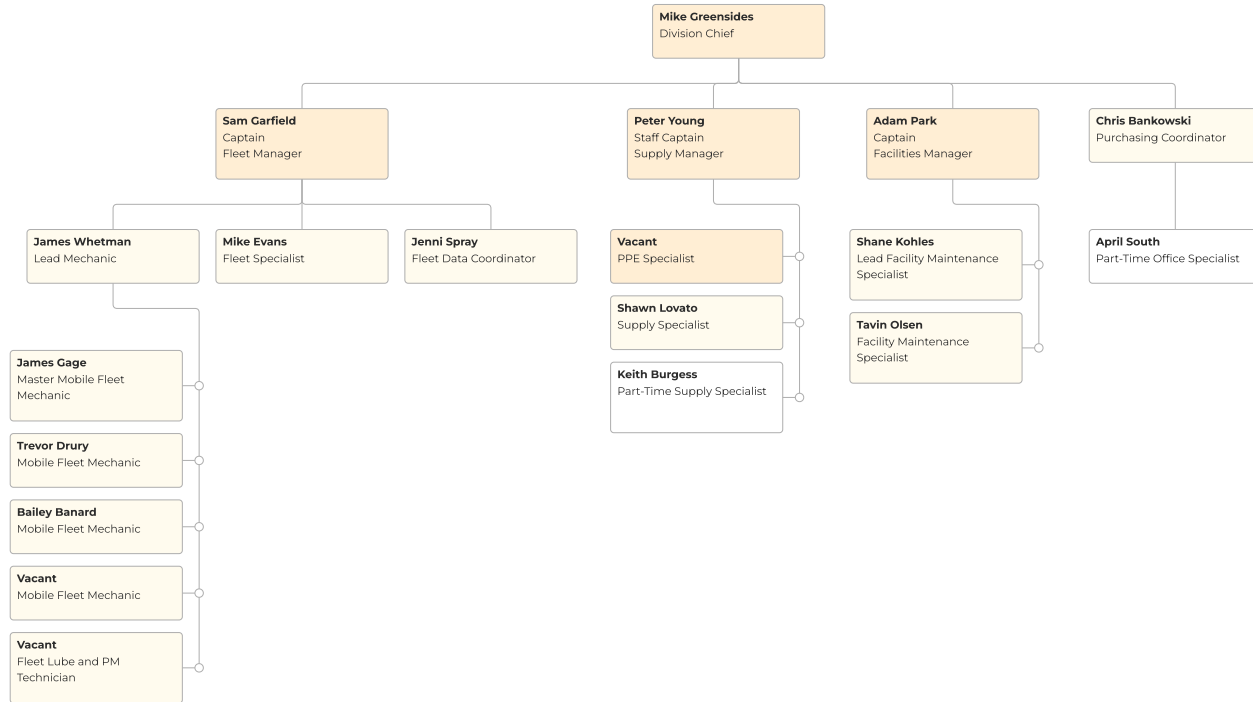 Mike Greensides
Division Chief
Sam Garfield
Captain
Fleet Manager
Peter Young
Staff Captain
Supply Manager
Adam Park
Captain
Facilities Manager
Chris Bankowski
Purchasing Coordinator
James Whetman
Lead Mechanic
Mike Evans
Fleet Specialist
Jenni Spray
Fleet Data Coordinator
Vacant
PPE Specialist
Shane Kohles
Lead Facility Maintenance
Specialist
April South
Part-Time Office Specialist
Shawn Lovato
Supply Specialist
Tavin Olsen
Facility Maintenance
Specialist
Keith Burgess
Part-Time Supply Specialist
James Gage
Master Mobile Fleet
Mechanic
Trevor Drury
Mobile Fleet Mechanic
Bailey Banard
Mobile Fleet Mechanic
Vacant
Mobile Fleet Mechanic
Vacant
Fleet Lube and PM
Technician